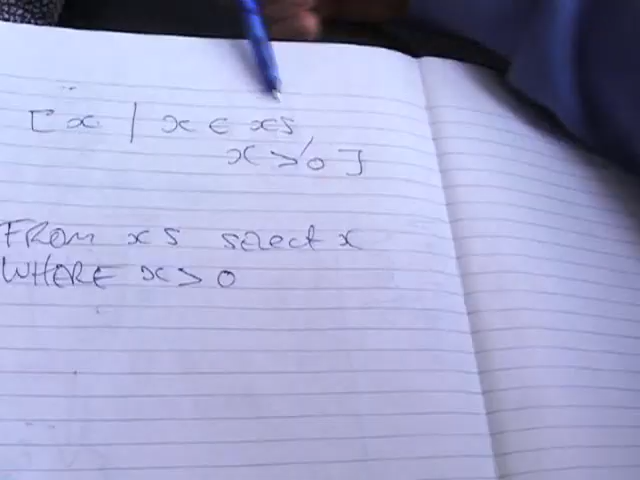 [ x | x ∈ xs,
x > 0 ]
FROM xs select x
WHERE x > 0